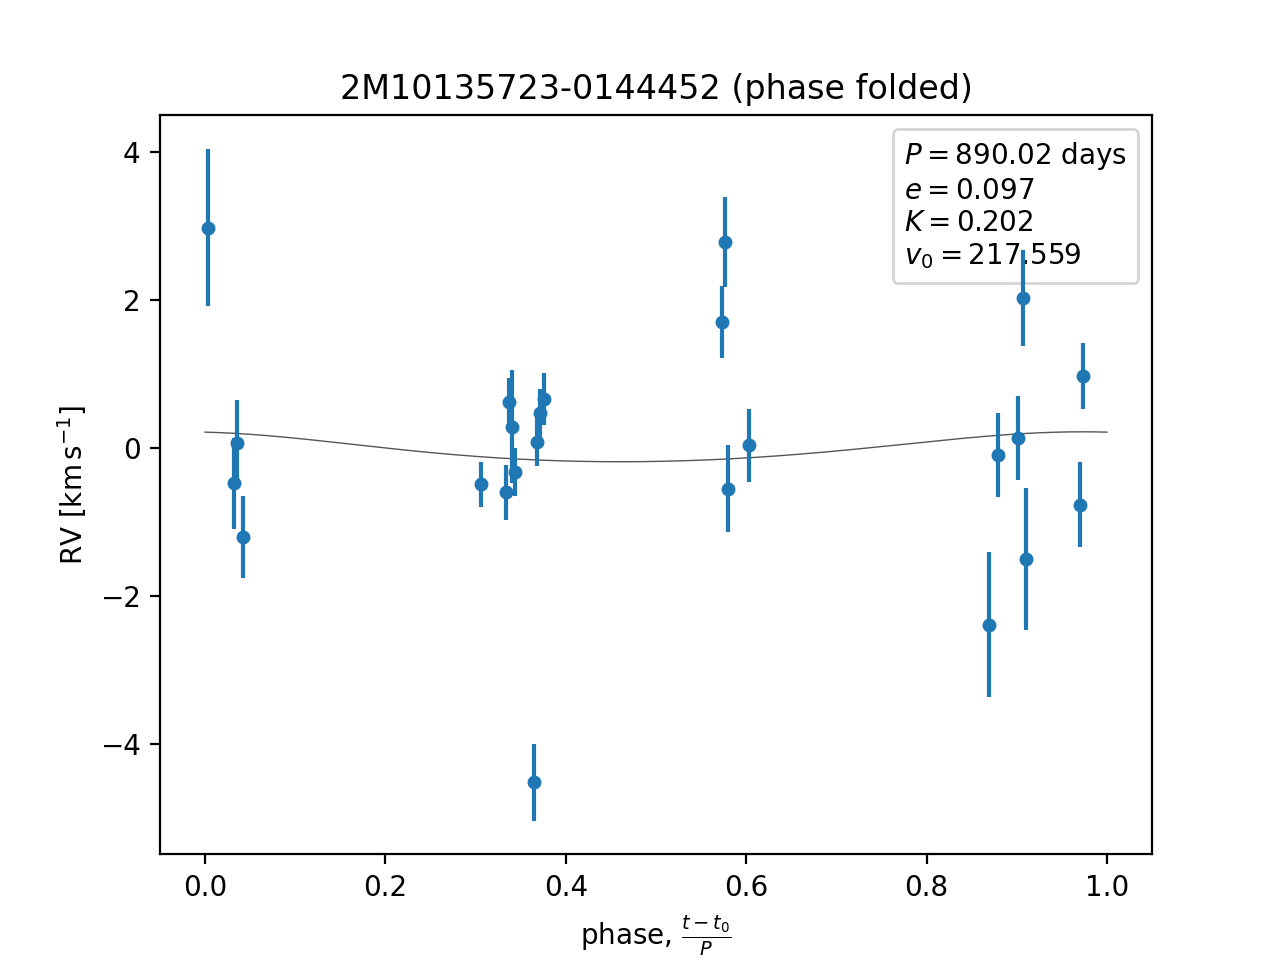 2M10135723-0144452 (phase folded)
P = 890.02 days
e = 0.097
K = 0.202
v₀ = 217.559
RV [km s⁻¹]
4
2
0
−2
−4
0.0 0.2 0.4 0.6 0.8 1.0
phase, (t − t₀)/P